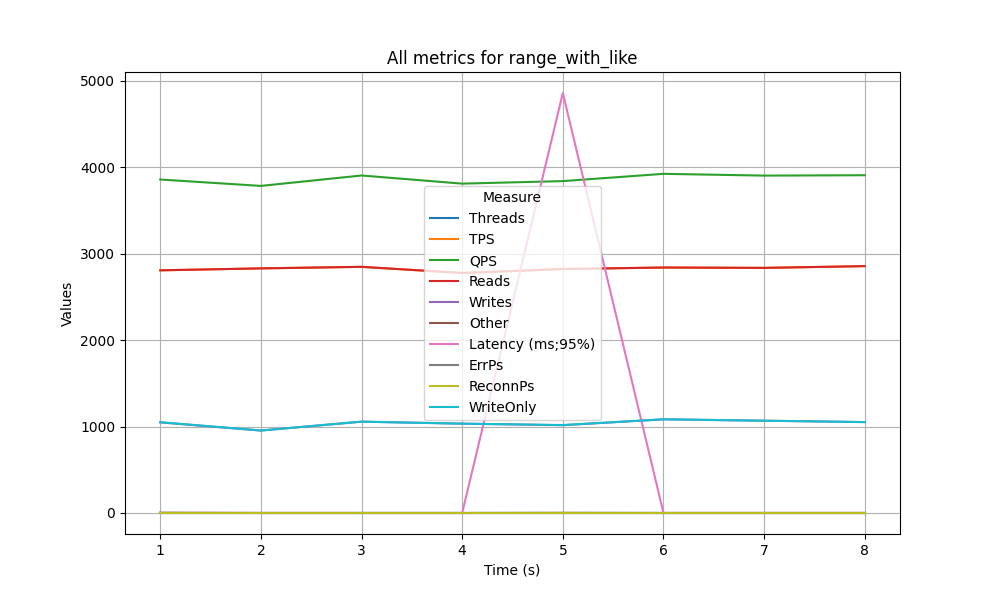 All metrics for range_with_like
5000
4000
3000
2000
1000
0
Values
Measure
Threads
TPS
QPS
Reads
Writes
Other
Latency (ms;95%)
ErrPs
ReconnPs
WriteOnly
1 2 3 4 5 6 7 8
Time (s)